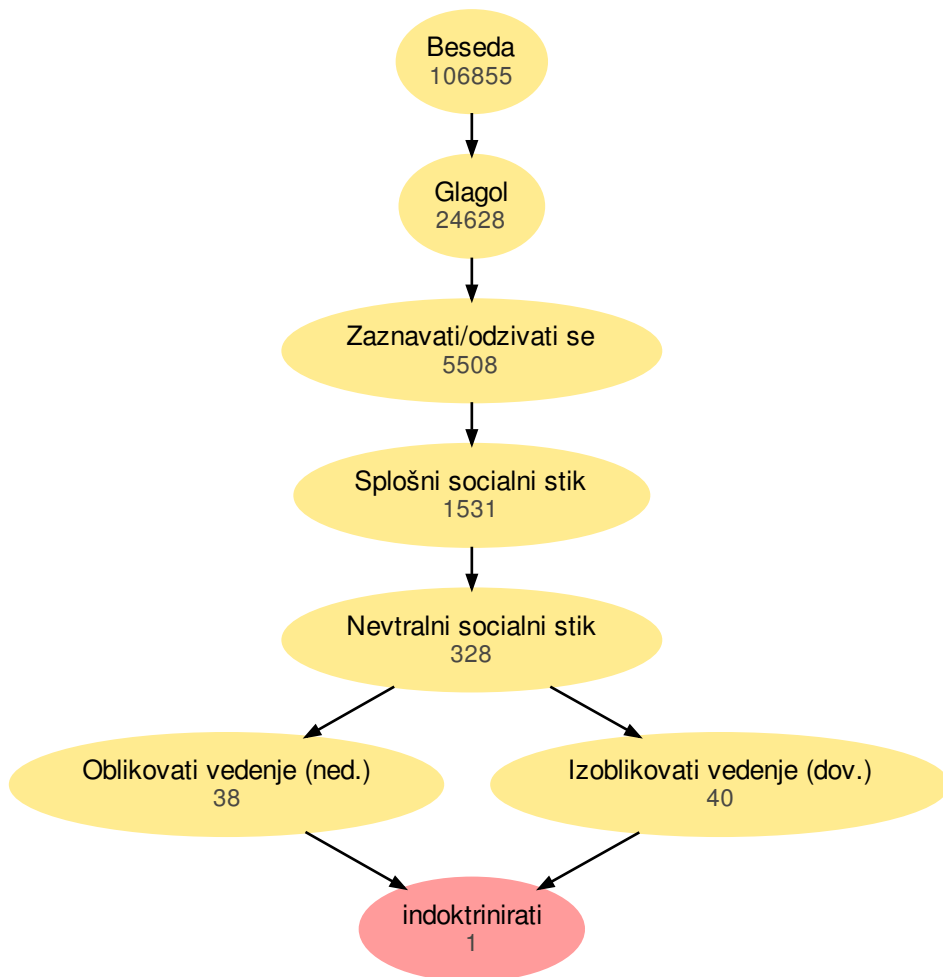 Beseda
106855
Glagol
24628
Zaznavati/odzivati se
5508
Splošni socialni stik
1531
Nevtralni socialni stik
328
Oblikovati vedenje (ned.)
38
Izoblikovati vedenje (dov.)
40
indoktrinirati
1